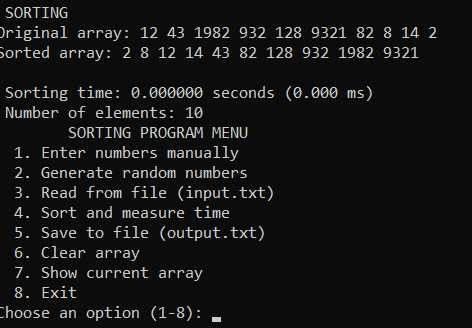 SORTING
Original array: 12 43 1982 932 128 9321 82 8 14 2
Sorted array: 2 8 12 14 43 82 128 932 1982 9321
Sorting time: 0.000000 seconds (0.000 ms)
Number of elements: 10
SORTING PROGRAM MENU
1. Enter numbers manually
2. Generate random numbers
3. Read from file (input.txt)
4. Sort and measure time
5. Save to file (output.txt)
6. Clear array
7. Show current array
8. Exit
Choose an option (1-8):